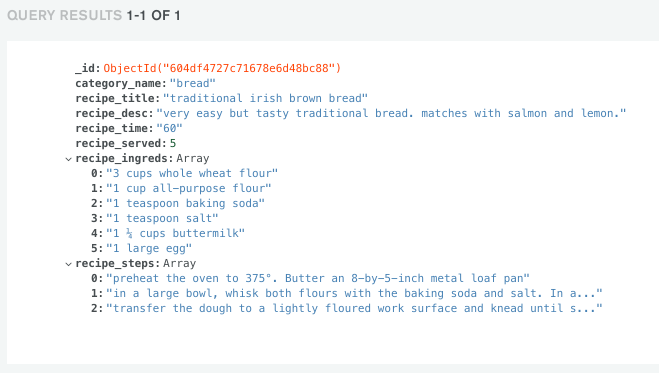 QUERY RESULTS 1-1 OF 1
_id: ObjectId("604df4727c71678e6d48bc88")
category_name: "bread"
recipe_title: "traditional irish brown bread"
recipe_desc: "very easy but tasty traditional bread. matches with salmon and lemon."
recipe_time: "60"
recipe_served: 5
recipe_ingreds: Array
0: "3 cups whole wheat flour"
1: "1 cup all-purpose flour"
2: "1 teaspoon baking soda"
3: "1 teaspoon salt"
4: "1 ¼ cups buttermilk"
5: "1 large egg"
recipe_steps: Array
0: "preheat the oven to 375°. Butter an 8-by-5-inch metal loaf pan"
1: "in a large bowl, whisk both flours with the baking soda and salt. In a..."
2: "transfer the dough to a lightly floured work surface and knead until s..."